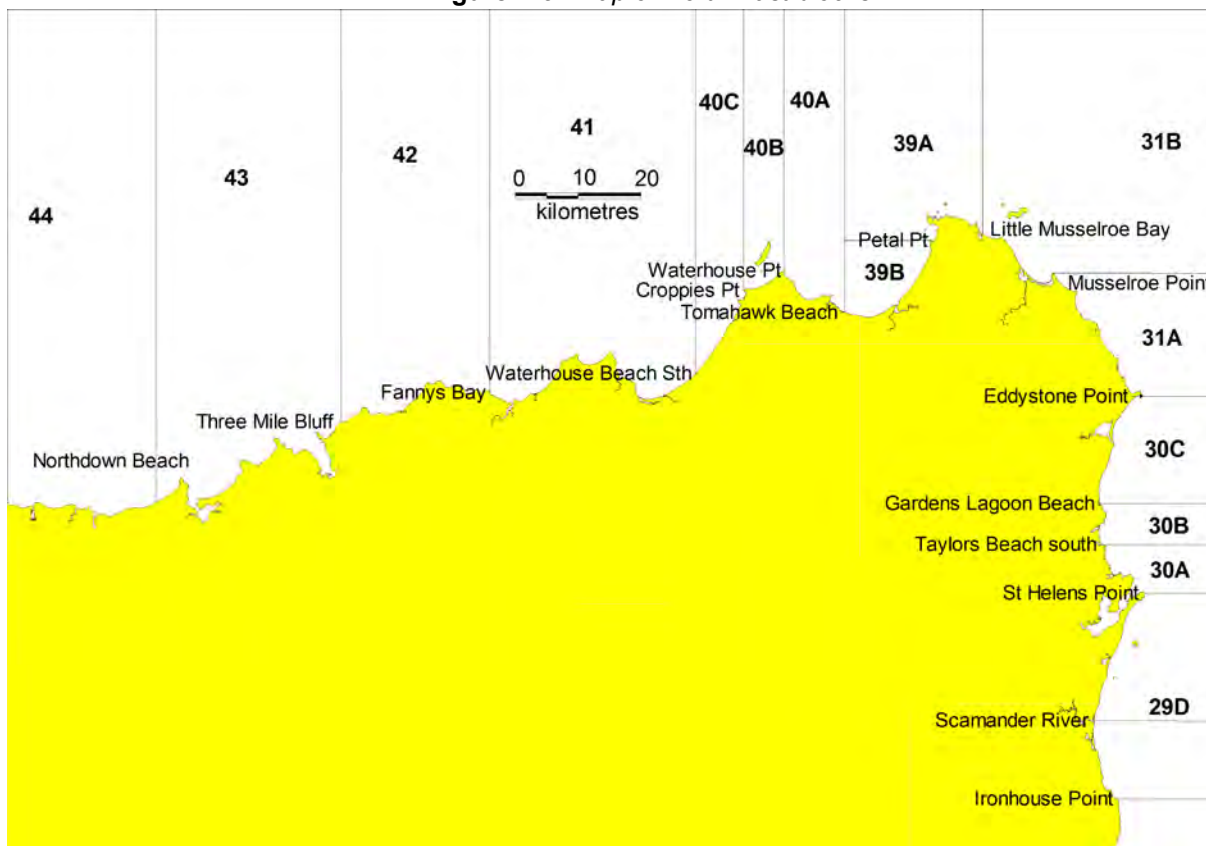 40C
40A
41
40B
39A
31B
42
43
0 10 20
kilometres
44
Petal Pt
Little Musselroe Bay
39B
Waterhouse Pt
Musselroe Point
Croppies Pt
Tomahawk Beach
31A
Waterhouse Beach Sth
Fannys Bay
Eddystone Point
Three Mile Bluff
30C
Northdown Beach
Gardens Lagoon Beach
30B
Taylors Beach south
30A
St Helens Point
29D
Scamander River
Ironhouse Point